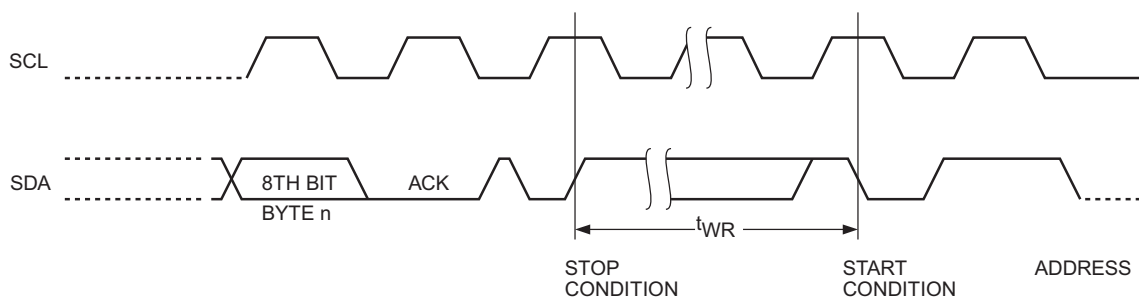 SCL
SDA
8TH BIT
ACK
BYTE n
tWR
STOP
CONDITION
START
CONDITION
ADDRESS